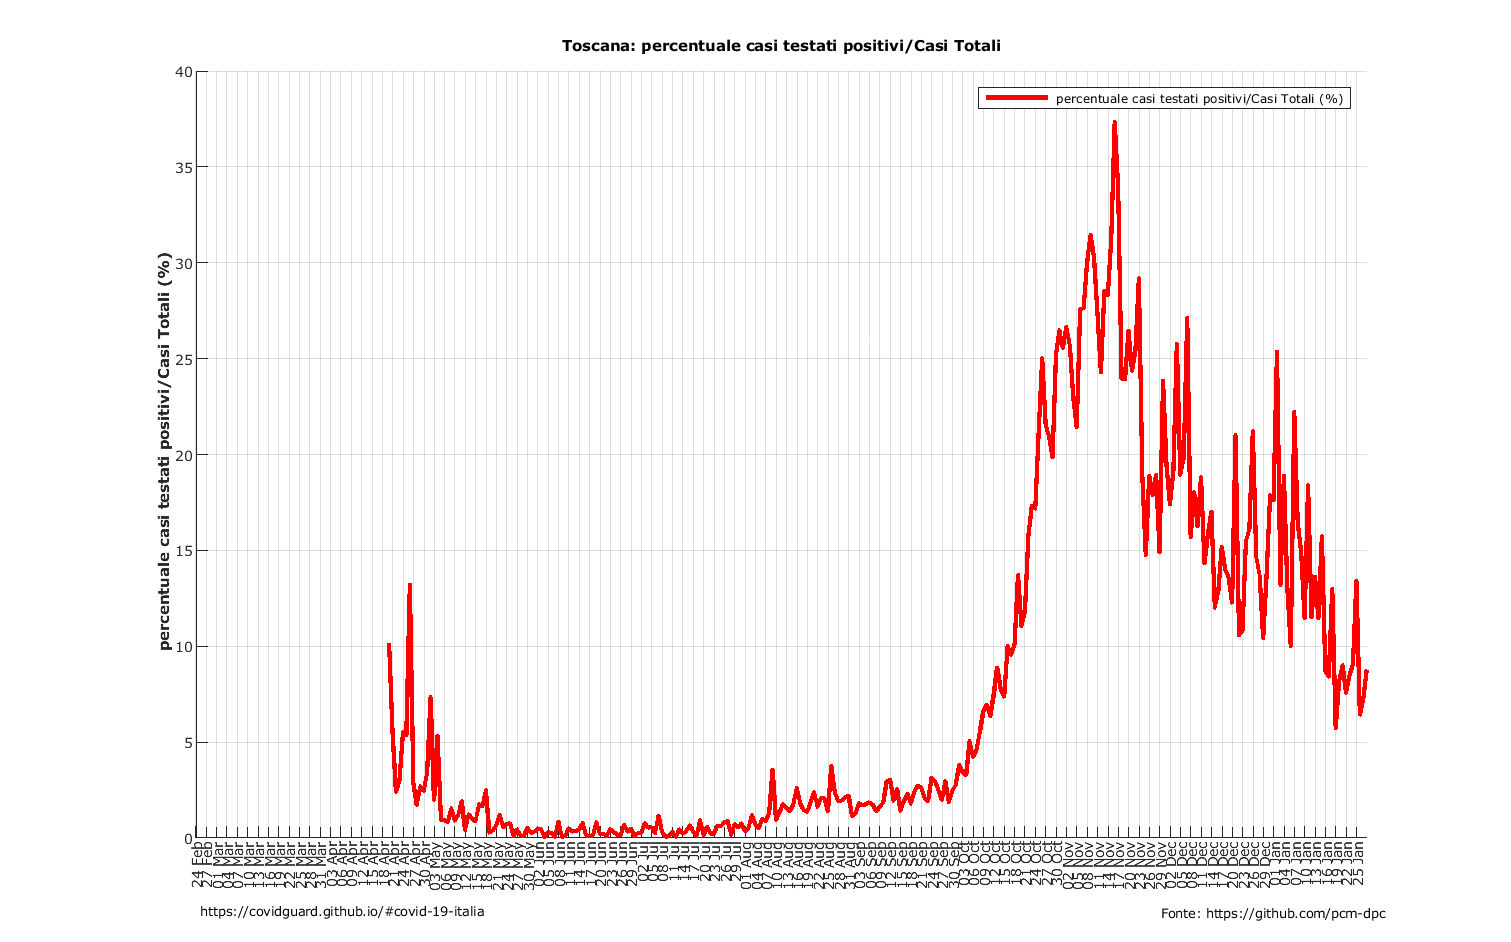 Toscana: percentuale casi testati positivi/Casi Totali
percentuale casi testati positivi/Casi Totali (%)
percentuale casi testati positivi/Casi Totali (%)
40
35
30
25
20
15
10
5
0
24 Feb
27 Feb
01 Mar
04 Mar
07 Mar
10 Mar
13 Mar
16 Mar
19 Mar
22 Mar
25 Mar
28 Mar
31 Mar
03 Apr
06 Apr
09 Apr
12 Apr
15 Apr
18 Apr
21 Apr
24 Apr
27 Apr
30 Apr
03 May
06 May
09 May
12 May
15 May
18 May
21 May
24 May
27 May
30 May
02 Jun
05 Jun
08 Jun
11 Jun
14 Jun
17 Jun
20 Jun
23 Jun
26 Jun
29 Jun
02 Jul
05 Jul
08 Jul
11 Jul
14 Jul
17 Jul
20 Jul
23 Jul
26 Jul
29 Jul
01 Aug
04 Aug
07 Aug
10 Aug
13 Aug
16 Aug
19 Aug
22 Aug
25 Aug
28 Aug
31 Aug
03 Sep
06 Sep
09 Sep
12 Sep
15 Sep
18 Sep
21 Sep
24 Sep
27 Sep
30 Sep
03 Oct
06 Oct
09 Oct
12 Oct
15 Oct
18 Oct
21 Oct
24 Oct
27 Oct
30 Oct
02 Nov
05 Nov
08 Nov
11 Nov
14 Nov
17 Nov
20 Nov
23 Nov
26 Nov
29 Nov
02 Dec
05 Dec
08 Dec
11 Dec
14 Dec
17 Dec
20 Dec
23 Dec
26 Dec
29 Dec
01 Jan
04 Jan
07 Jan
10 Jan
13 Jan
16 Jan
19 Jan
22 Jan
25 Jan
https://covidguard.github.io/#covid-19-italia
Fonte: https://github.com/pcm-dpc